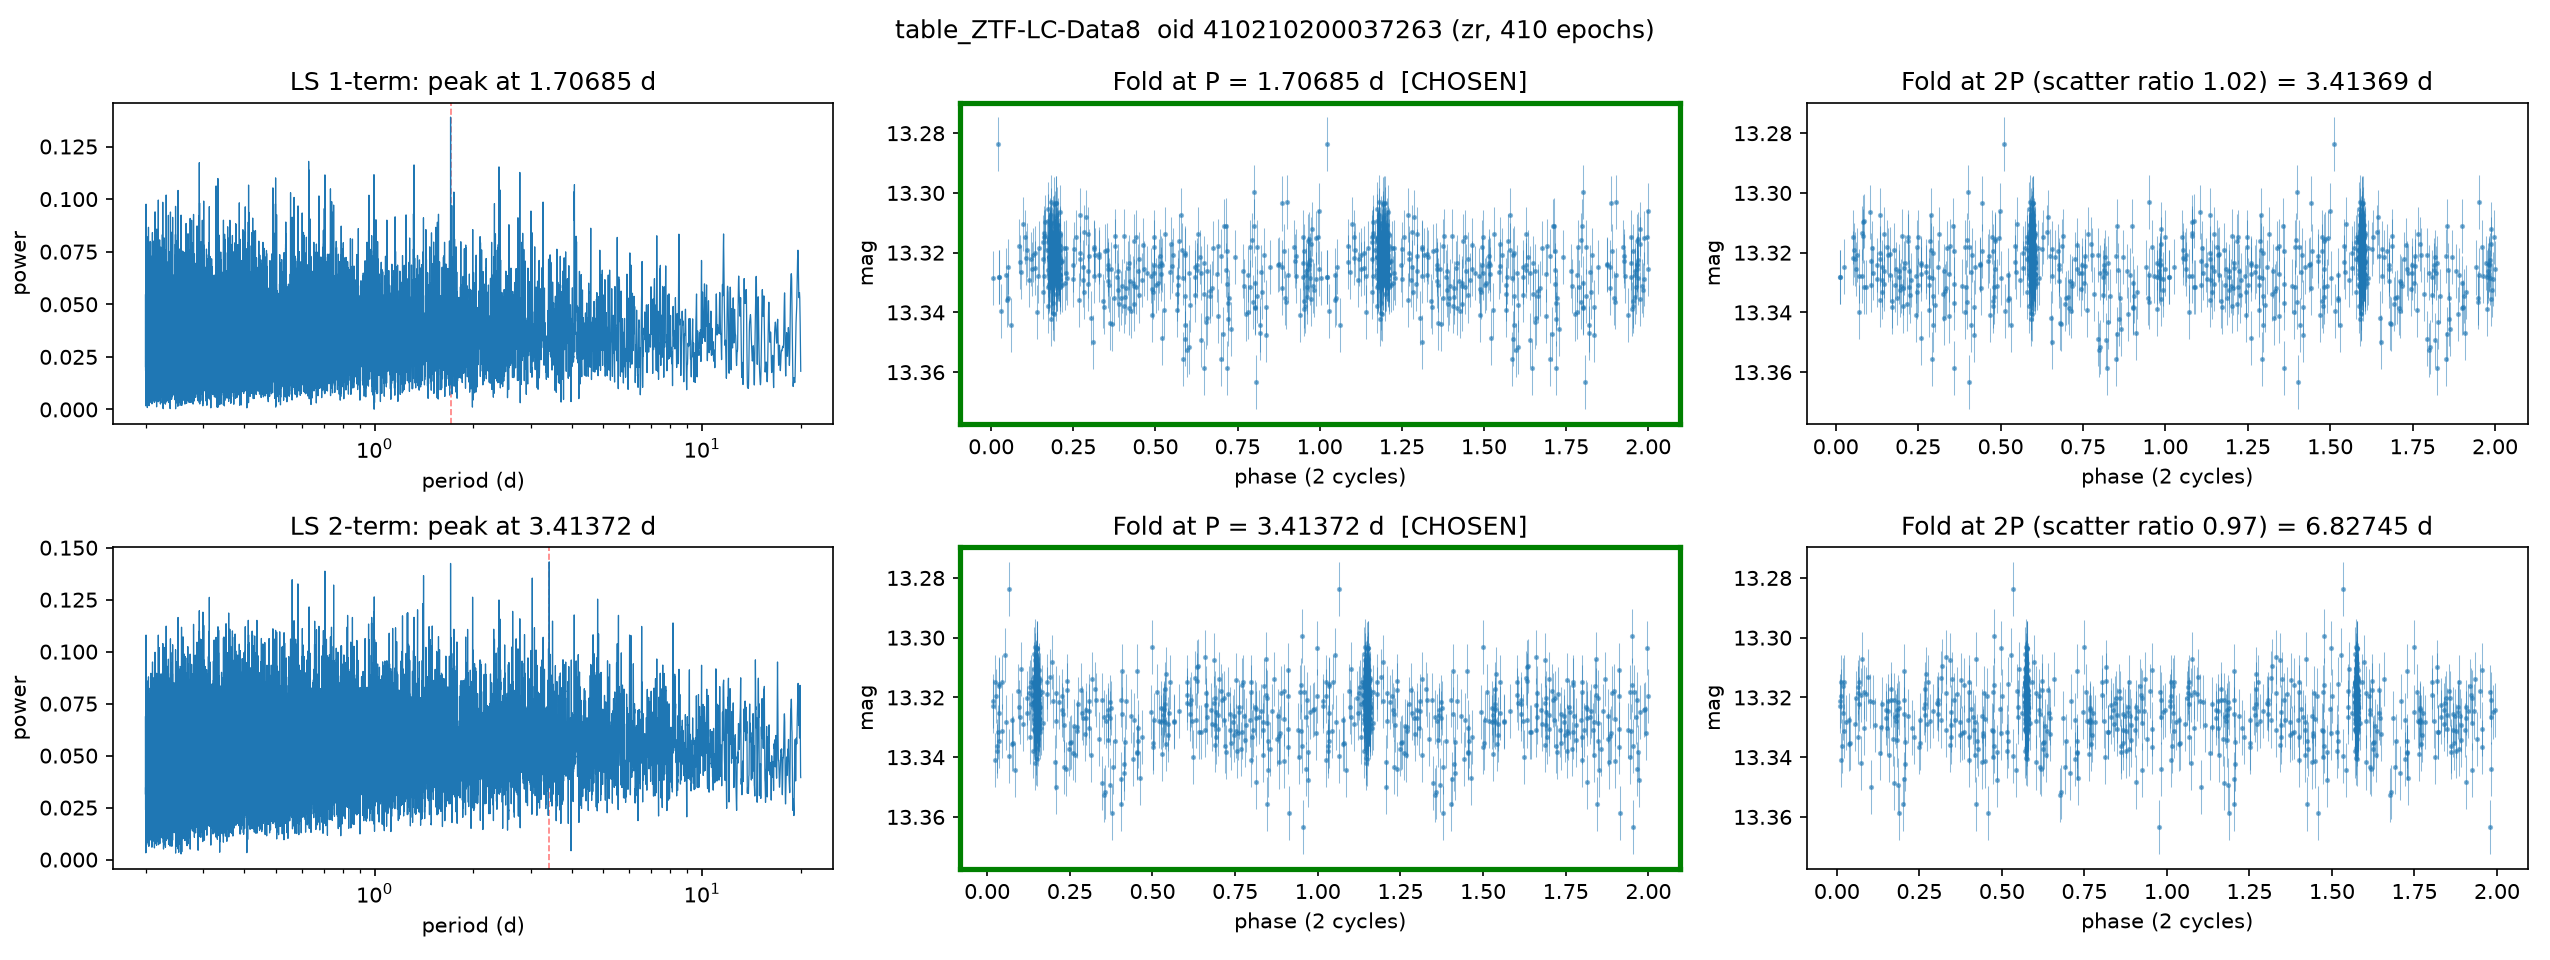 table_ZTF-LC-Data8  oid 410210200037263 (zr, 410 epochs)
LS 1-term: peak at 1.70685 d
0.125
0.100
0.075
0.050
0.025
0.000
power
10⁰ 10¹
period (d)
Fold at P = 1.70685 d  [CHOSEN]
13.28
13.30
13.32
13.34
13.36
mag
0.00 0.25 0.50 0.75 1.00 1.25 1.50 1.75 2.00
phase (2 cycles)
Fold at 2P (scatter ratio 1.02) = 3.41369 d
13.28
13.30
13.32
13.34
13.36
mag
0.00 0.25 0.50 0.75 1.00 1.25 1.50 1.75 2.00
phase (2 cycles)
LS 2-term: peak at 3.41372 d
0.150
0.125
0.100
0.075
0.050
0.025
0.000
power
10⁰ 10¹
period (d)
Fold at P = 3.41372 d  [CHOSEN]
13.28
13.30
13.32
13.34
13.36
mag
0.00 0.25 0.50 0.75 1.00 1.25 1.50 1.75 2.00
phase (2 cycles)
Fold at 2P (scatter ratio 0.97) = 6.82745 d
13.28
13.30
13.32
13.34
13.36
mag
0.00 0.25 0.50 0.75 1.00 1.25 1.50 1.75 2.00
phase (2 cycles)